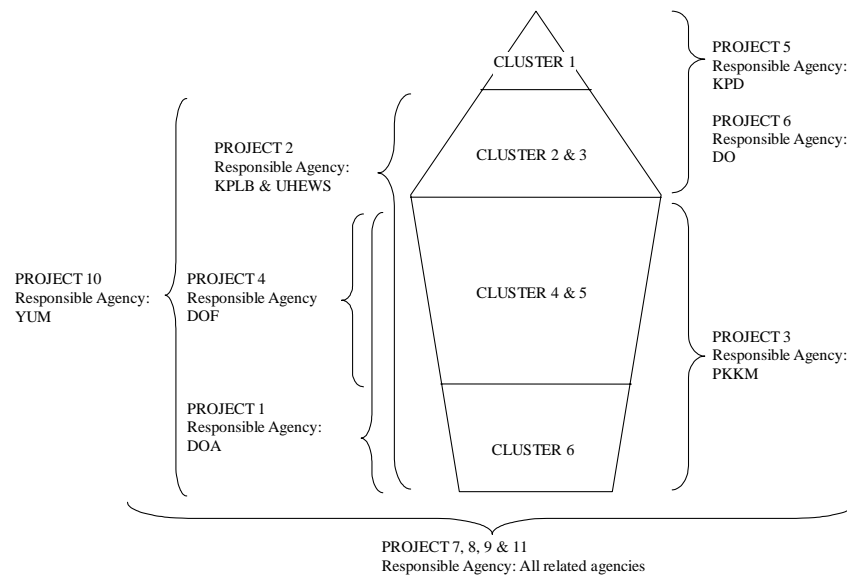 CLUSTER 1
PROJECT 5
Responsible Agency:
KPD
PROJECT 6
Responsible Agency:
DO
PROJECT 2
Responsible Agency:
KPLB & UHEWS
CLUSTER 2 & 3
PROJECT 10
Responsible Agency:
YUM
PROJECT 4
Responsible Agency
DOF
CLUSTER 4 & 5
PROJECT 3
Responsible Agency:
PKKM
PROJECT 1
Responsible Agency:
DOA
CLUSTER 6
PROJECT 7, 8, 9 & 11
Responsible Agency: All related agencies